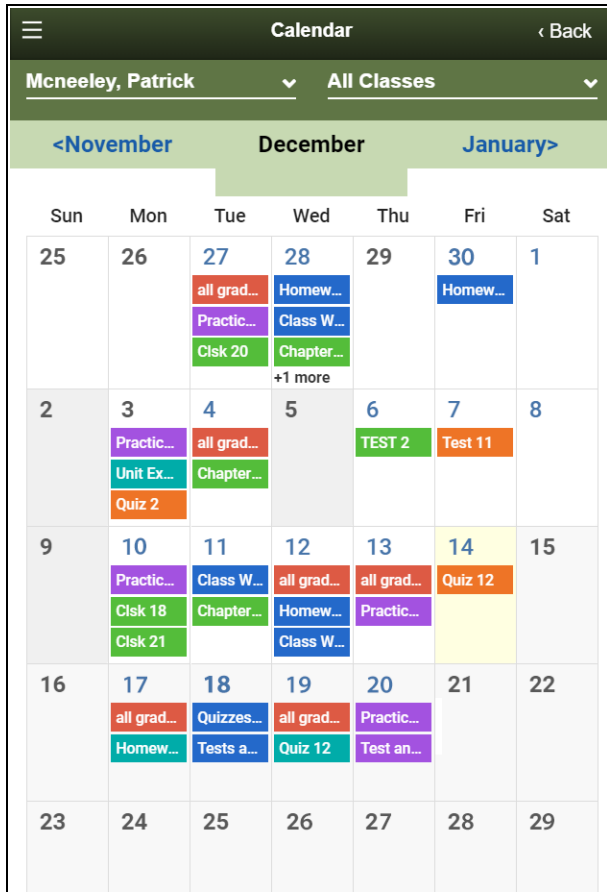 Calendar ‹ Back
Mcneeley, Patrick All Classes
<November December January>
Sun Mon Tue Wed Thu Fri Sat
25 26 27 28 29 30 1
all grad... Homew... Homew...
Practic... Class W...
Clsk 20 Chapter...
+1 more
2 3 4 5 6 7 8
Practic... all grad... TEST 2 Test 11
Unit Ex... Chapter...
Quiz 2
9 10 11 12 13 14 15
Practic... Class W... all grad... all grad... Quiz 12
Clsk 18 Chapter... Homew... Practic...
Clsk 21 Class W...
16 17 18 19 20 21 22
all grad... Quizzes... all grad... Practic...
Homew... Tests a... Quiz 12 Test an...
23 24 25 26 27 28 29